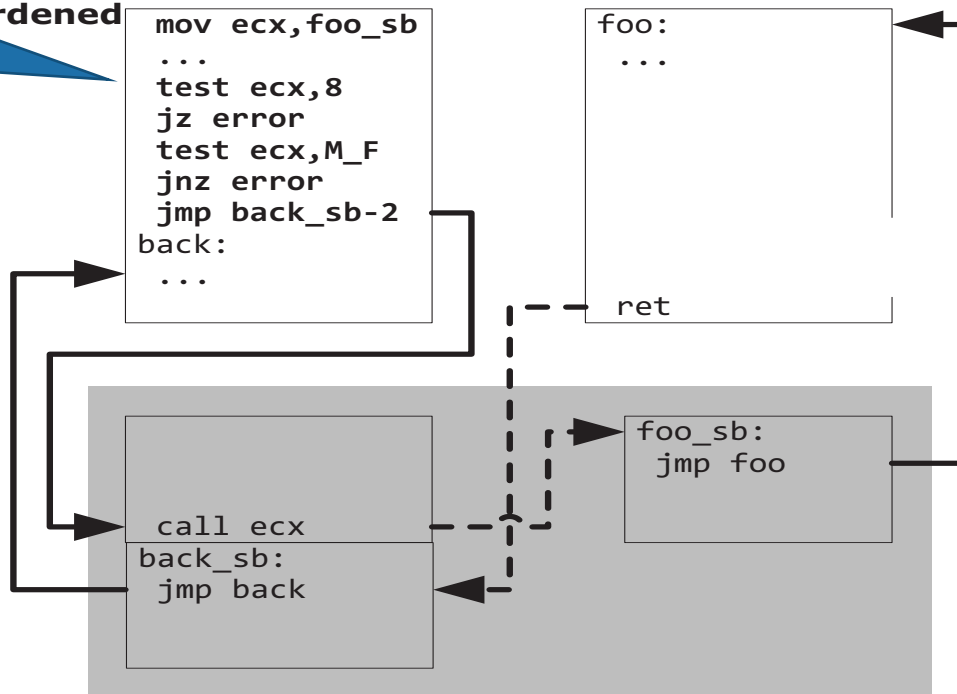 rdened
mov ecx,foo_sb
...
test ecx,8
jz error
test ecx,M_F
jnz error
jmp back_sb-2
back:
...
foo:
...
ret
call ecx
back_sb:
jmp back
foo_sb:
jmp foo